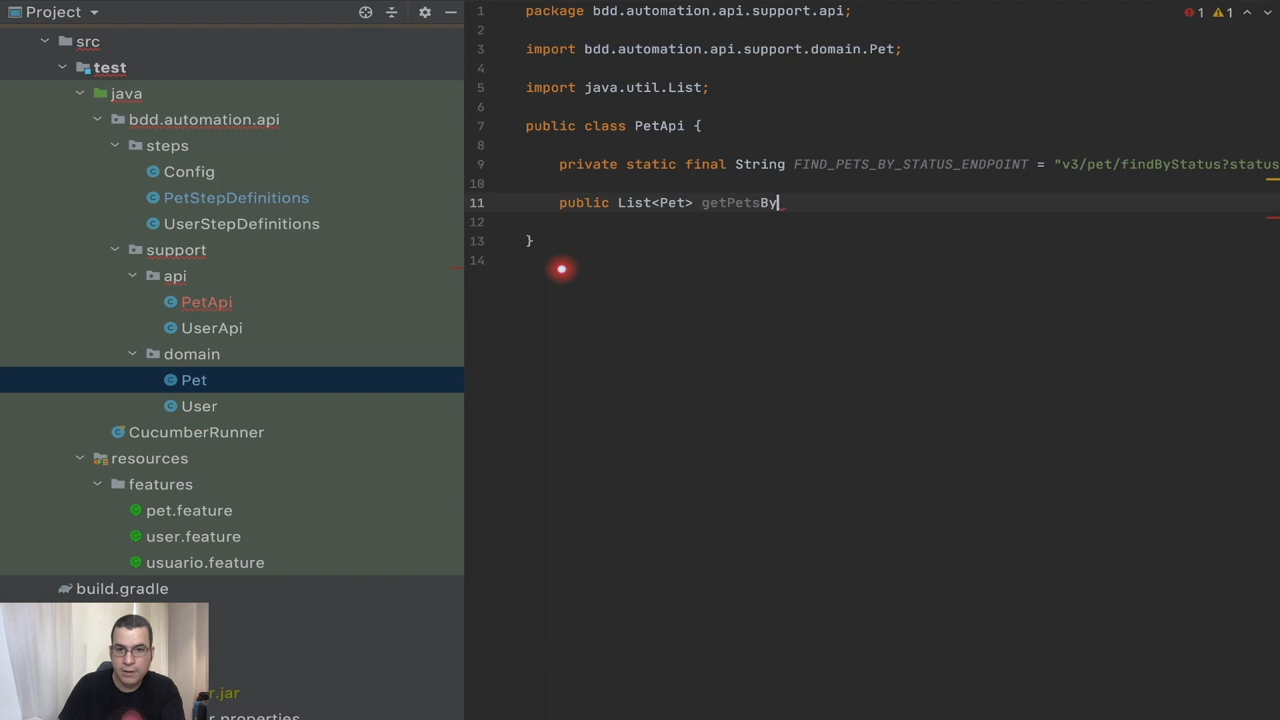 Project
src
test
java
bdd.automation.api
steps
Config
PetStepDefinitions
UserStepDefinitions
support
api
PetApi
UserApi
domain
Pet
User
CucumberRunner
resources
features
pet.feature
user.feature
usuario.feature
build.gradle
r.jar
r.properties
1 package bdd.automation.api.support.api;
2
3 import bdd.automation.api.support.domain.Pet;
4
5 import java.util.List;
6
7 public class PetApi {
8
9 private static final String FIND_PETS_BY_STATUS_ENDPOINT = "v3/pet/findByStatus?status
10
11 public List<Pet> getPetsBy
12
13 }
14
1 1